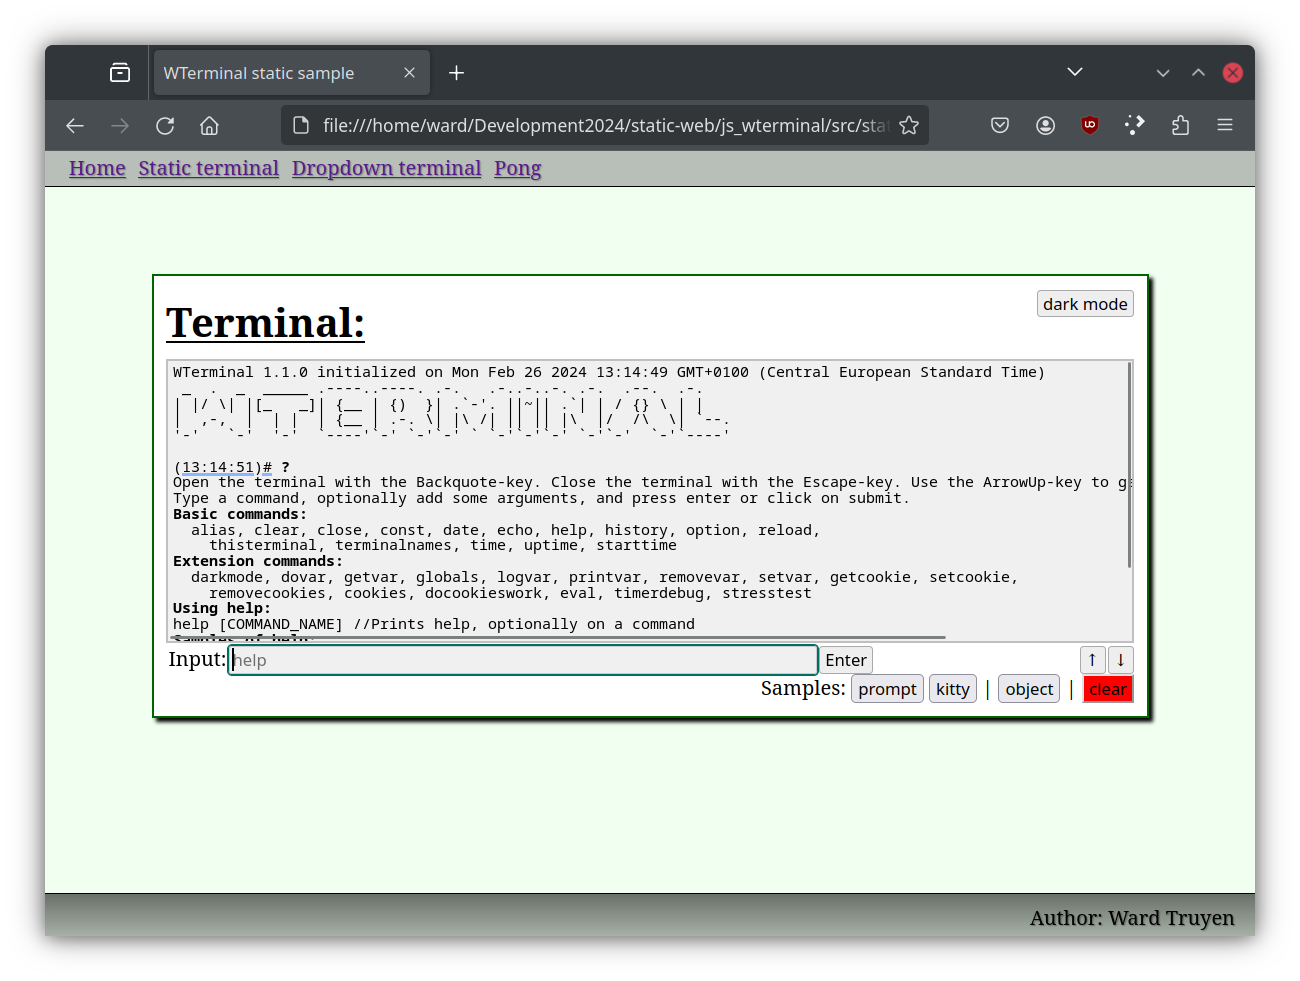 WTerminal static sample
file:///home/ward/Development2024/static-web/js_wterminal/src/sta
Home Static terminal Dropdown terminal Pong
Terminal:
dark mode
WTerminal 1.1.0 initialized on Mon Feb 26 2024 13:14:49 GMT+0100 (Central European Standard Time)
WTERMINAL
(13:14:51)# ?
Open the terminal with the Backquote-key. Close the terminal with the Escape-key. Use the ArrowUp-key to ge
Type a command, optionally add some arguments, and press enter or click on submit.
Basic commands:
alias, clear, close, const, date, echo, help, history, option, reload,
thisterminal, terminalnames, time, uptime, starttime
Extension commands:
darkmode, dovar, getvar, globals, logvar, printvar, removevar, setvar, getcookie, setcookie,
removecookies, cookies, docookieswork, eval, timerdebug, stresstest
Using help:
help [COMMAND_NAME] //Prints help, optionally on a command
Samples of help:
Input: help Enter ↑ ↓
Samples: prompt kitty | object | clear
Author: Ward Truyen